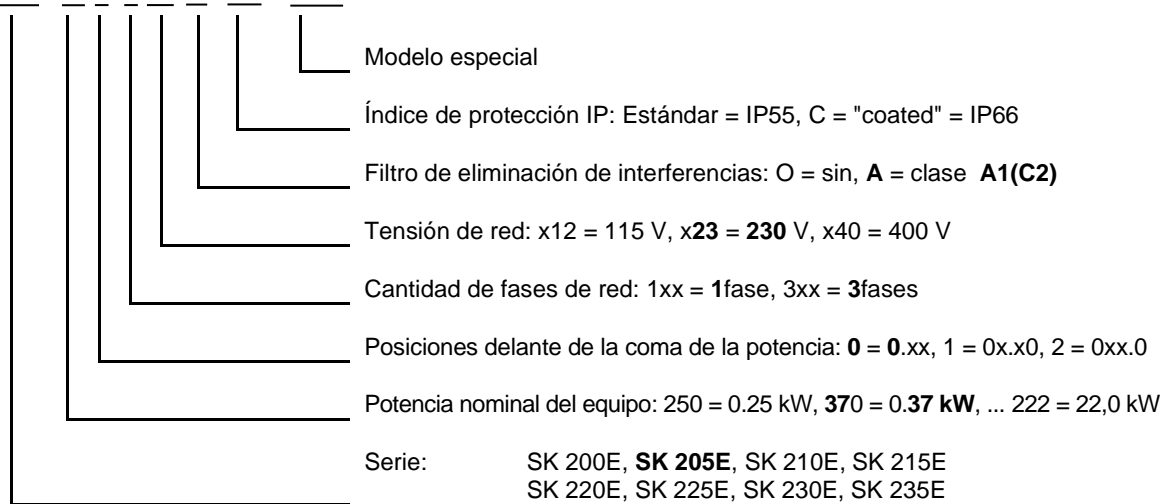 Modelo especial
Índice de protección IP: Estándar = IP55, C = "coated" = IP66
Filtro de eliminación de interferencias: O = sin, A = clase A1(C2)
Tensión de red: x12 = 115 V, x23 = 230 V, x40 = 400 V
Cantidad de fases de red: 1xx = 1fase, 3xx = 3fases
Posiciones delante de la coma de la potencia: 0 = 0.xx, 1 = 0x.x0, 2 = 0xx.0
Potencia nominal del equipo: 250 = 0.25 kW, 370 = 0.37 kW, ... 222 = 22,0 kW
Serie: SK 200E, SK 205E, SK 210E, SK 215E
SK 220E, SK 225E, SK 230E, SK 235E